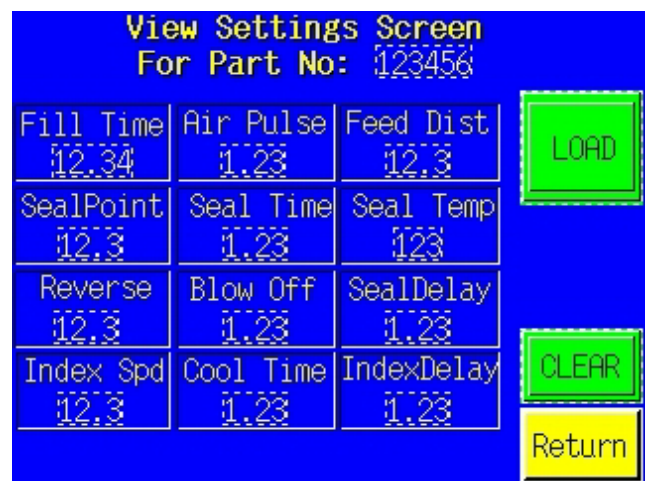 View Settings Screen
For Part No: 123456
Fill Time Air Pulse Feed Dist
12.34 1.23 12.3
LOAD
SealPoint Seal Time Seal Temp
12.3 1.23 123
Reverse Blow Off SealDelay
12.3 1.23 1.23
Index Spd Cool Time IndexDelay
12.3 1.23 1.23
CLEAR
Return